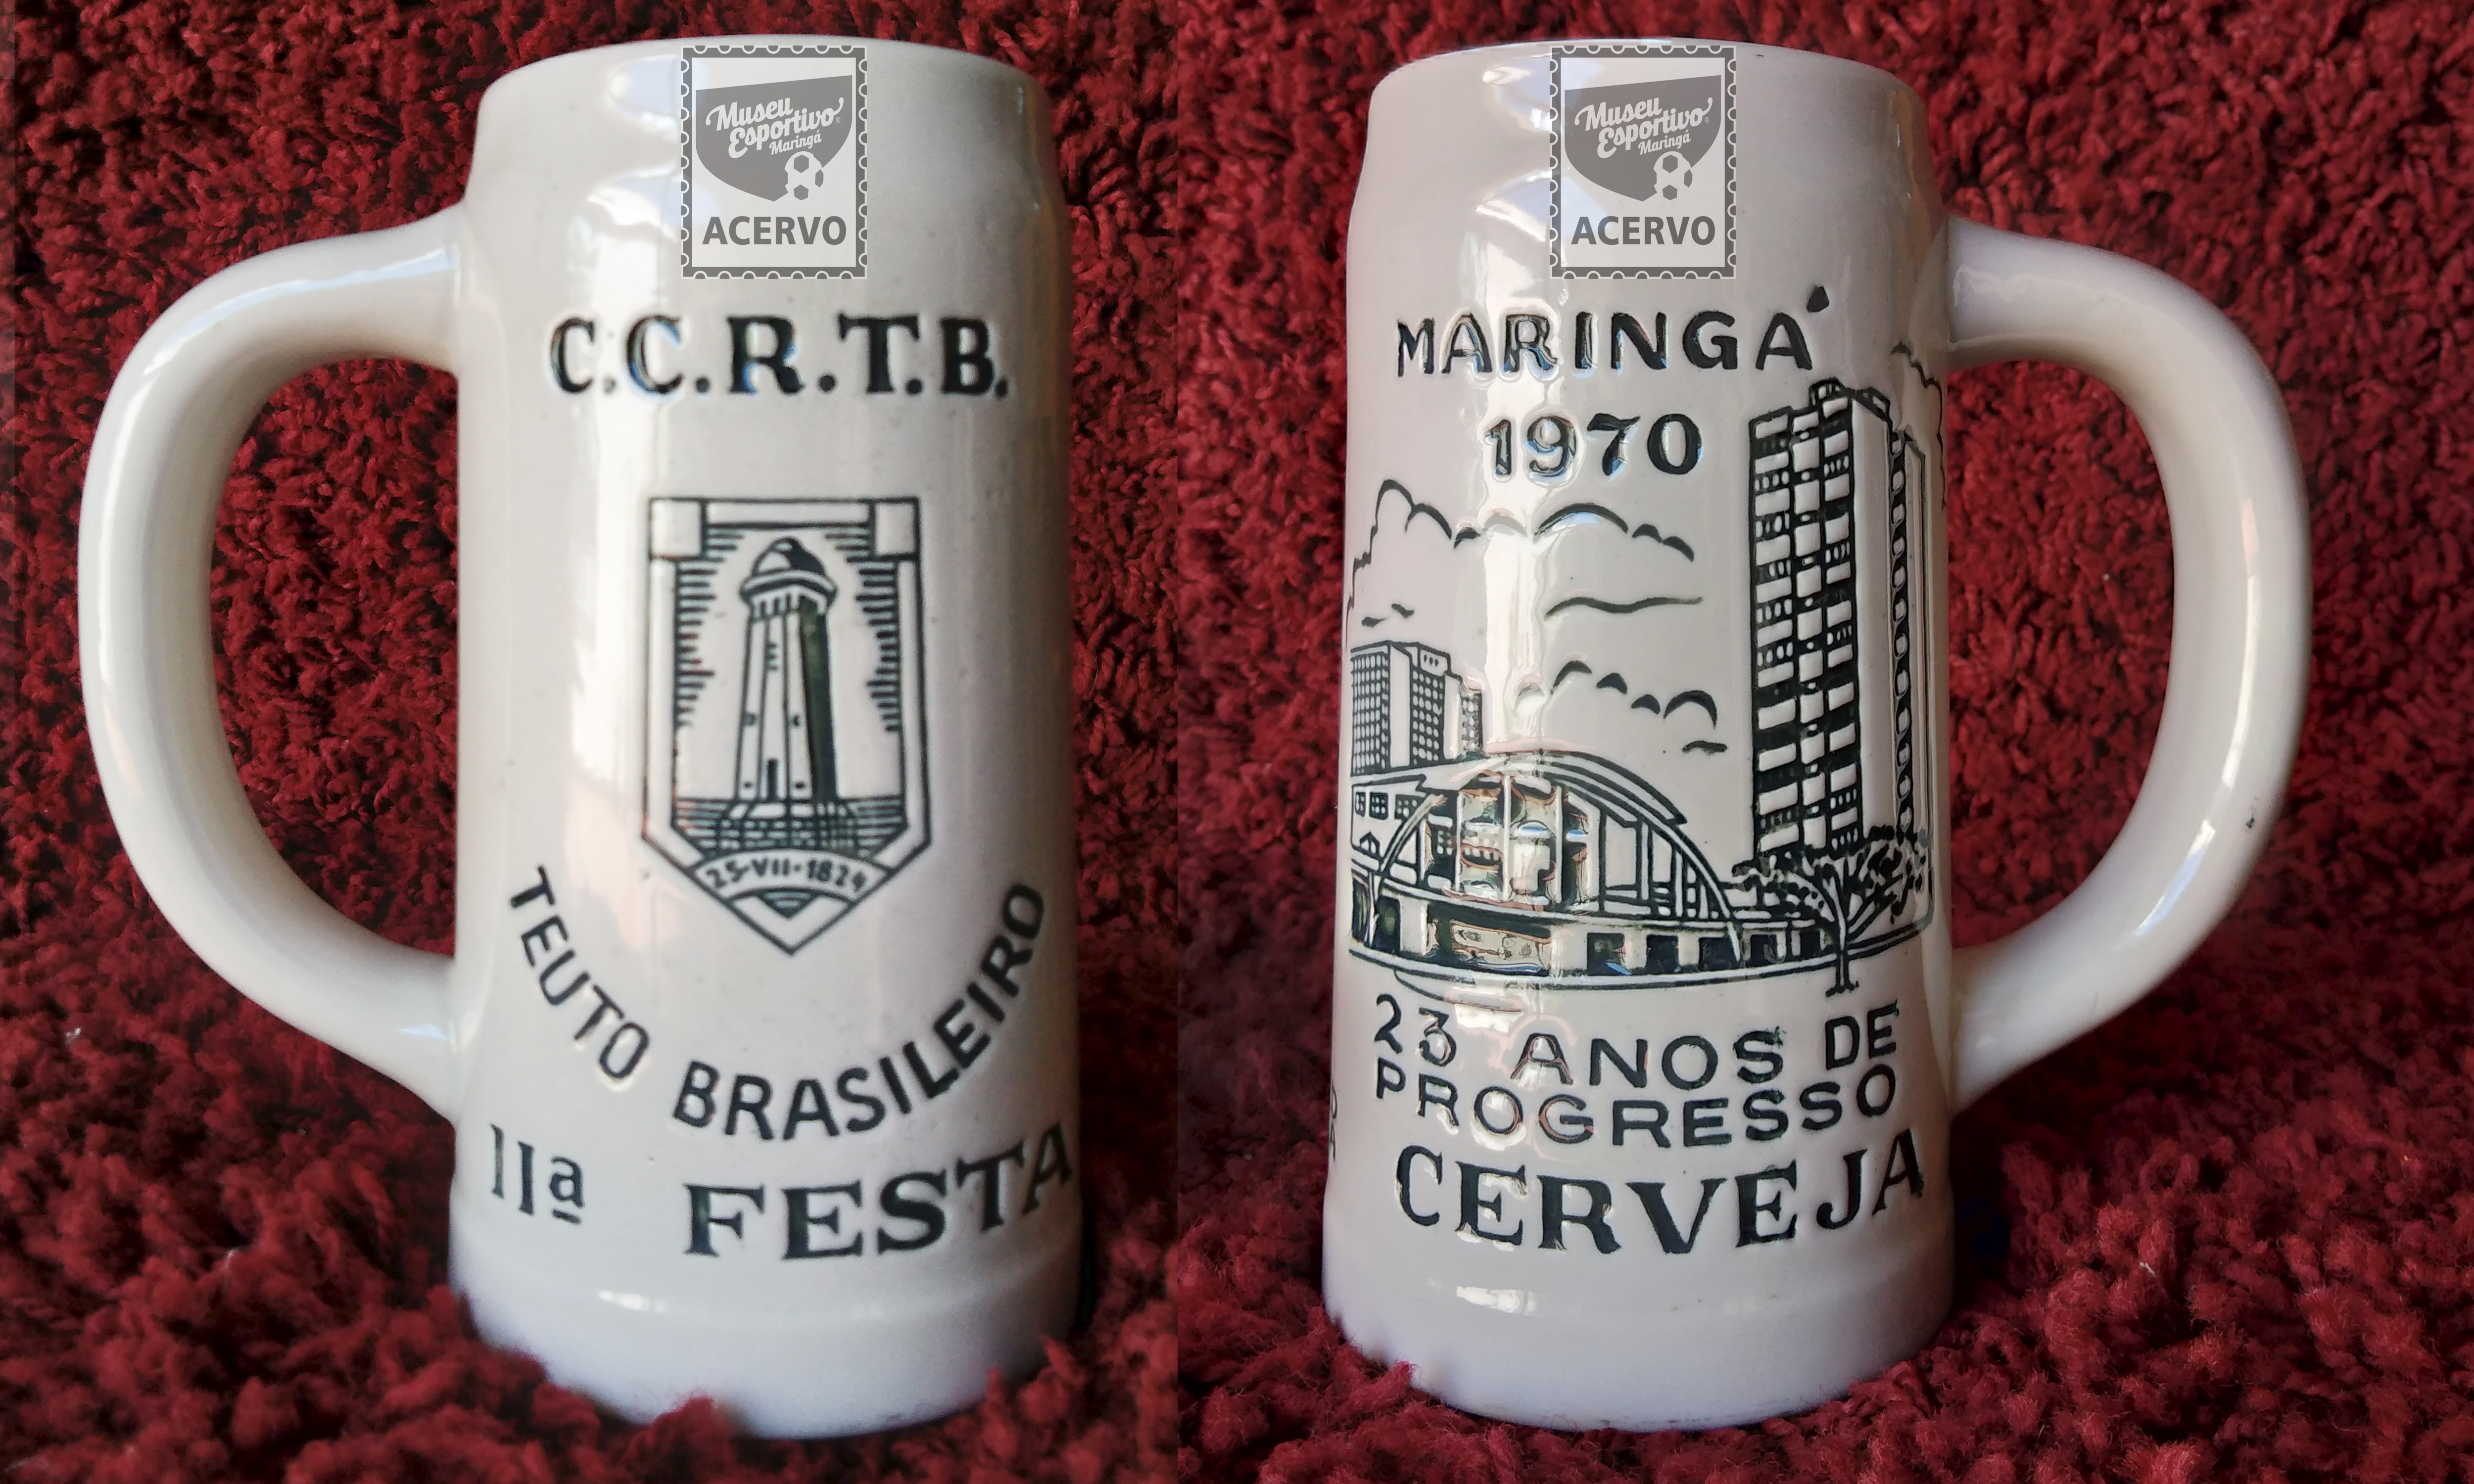 Museu
Esportivo
Maringá
ACERVO
C.C.R.T.B.
25-VII-1824
TEUTO BRASILEIRO
IIª FESTA
Museu
Esportivo
Maringá
ACERVO
MARINGÁ
1970
23 ANOS DE
PROGRESSO
CERVEJA